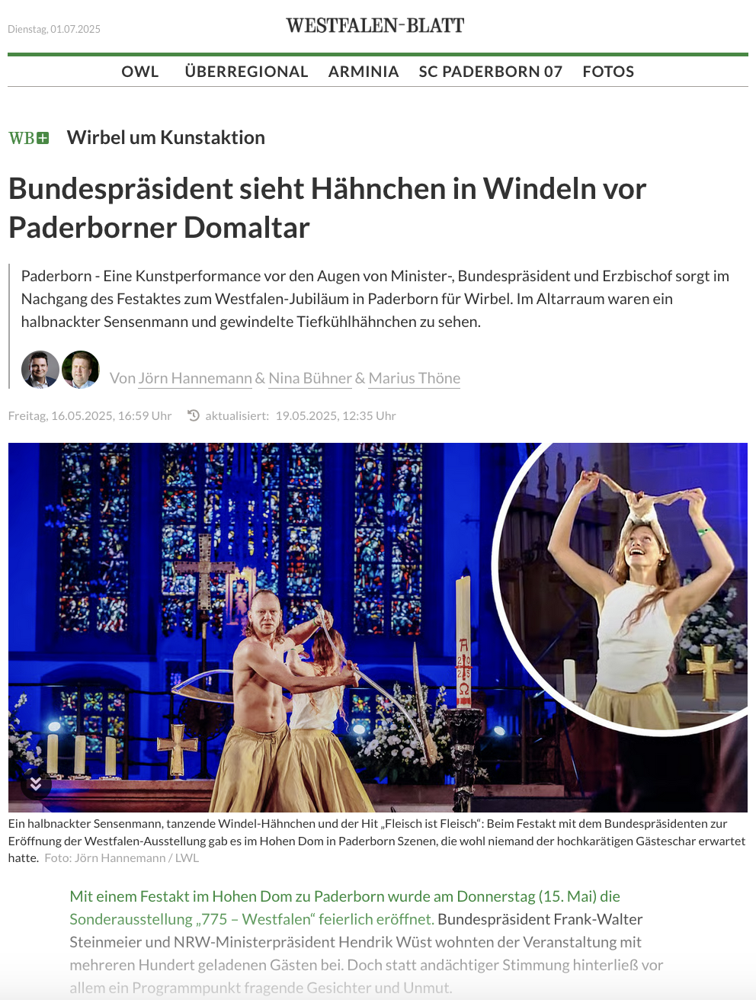 Dienstag, 01.07.2025
WESTFALEN-BLATT
OWL ÜBERREGIONAL ARMINIA SC PADERBORN 07 FOTOS
WB+ Wirbel um Kunstaktion
Bundespräsident sieht Hähnchen in Windeln vor
Paderborner Domaltar
Paderborn - Eine Kunstperformance vor den Augen von Minister-, Bundespräsident und Erzbischof sorgt im
Nachgang des Festaktes zum Westfalen-Jubiläum in Paderborn für Wirbel. Im Altarraum waren ein
halbnackter Sensenmann und gewindelte Tiefkühlhähnchen zu sehen.
Von Jörn Hannemann & Nina Bühner & Marius Thöne
Freitag, 16.05.2025, 16:59 Uhr aktualisiert: 19.05.2025, 12:35 Uhr
A
20
25
Ω
Ein halbnackter Sensenmann, tanzende Windel-Hähnchen und der Hit „Fleisch ist Fleisch“: Beim Festakt mit dem Bundespräsidenten zur
Eröffnung der Westfalen-Ausstellung gab es im Hohen Dom in Paderborn Szenen, die wohl niemand der hochkarätigen Gästeschar erwartet
hatte. Foto: Jörn Hannemann / LWL
Mit einem Festakt im Hohen Dom zu Paderborn wurde am Donnerstag (15. Mai) die
Sonderausstellung „775 – Westfalen“ feierlich eröffnet. Bundespräsident Frank-Walter
Steinmeier und NRW-Ministerpräsident Hendrik Wüst wohnten der Veranstaltung mit
mehreren Hundert geladenen Gästen bei. Doch statt andächtiger Stimmung hinterließ vor
allem ein Programmpunkt fragende Gesichter und Unmut.